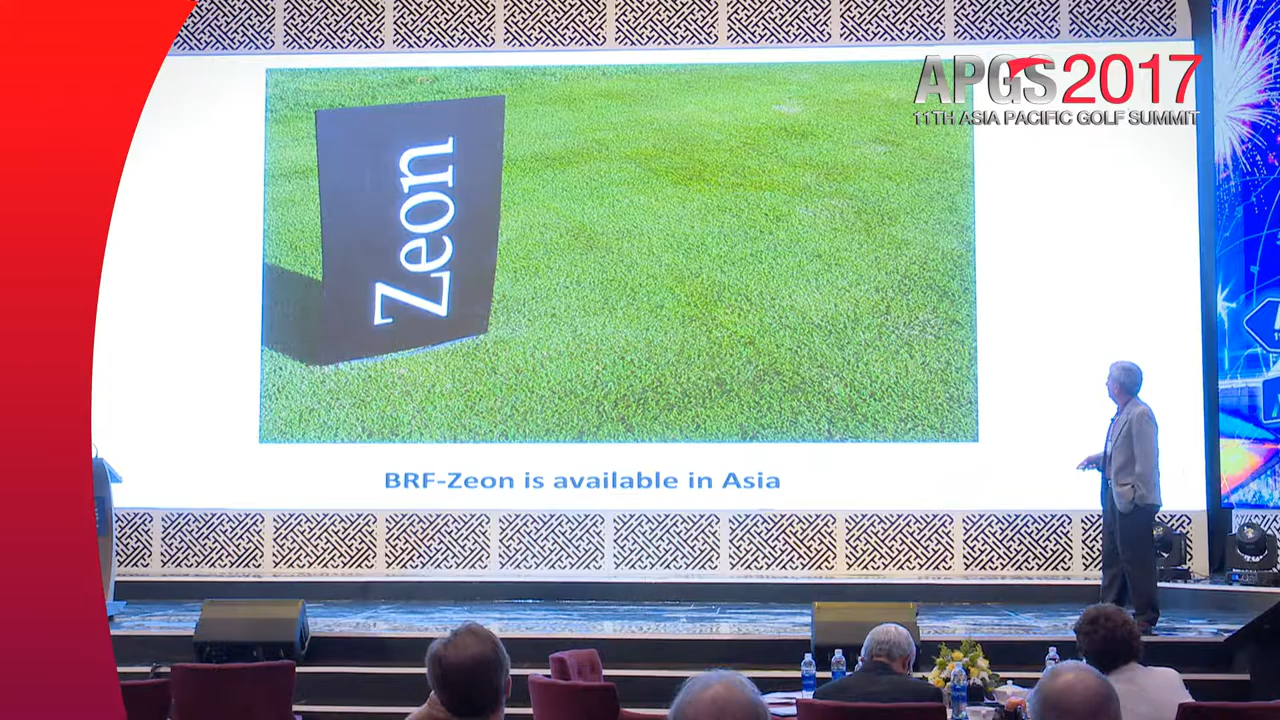 APGS2017
11TH ASIA PACIFIC GOLF SUMMIT
Zeon
BRF-Zeon is available in Asia